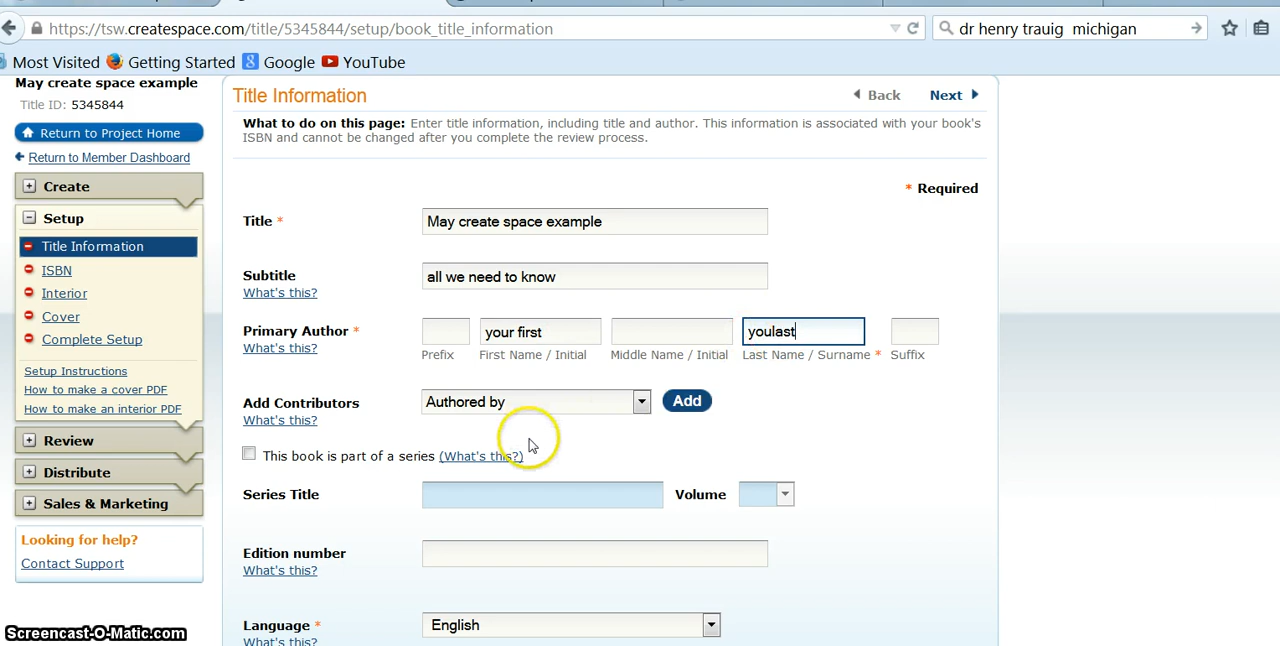 https://tsw.createspace.com/title/5345844/setup/book_title_information
dr henry trauig michigan
Most Visited Getting Started Google YouTube
May create space example
Title ID: 5345844
Return to Project Home
Return to Member Dashboard
Create
Setup
Title Information
ISBN
Interior
Cover
Complete Setup
Setup Instructions
How to make a cover PDF
How to make an interior PDF
Review
Distribute
Sales & Marketing
Looking for help?
Contact Support
Title Information
Back Next
What to do on this page: Enter title information, including title and author. This information is associated with your book's
ISBN and cannot be changed after you complete the review process.
* Required
Title * May create space example
Subtitle all we need to know
What's this?
Primary Author * your first youlast
What's this? Prefix First Name / Initial Middle Name / Initial Last Name / Surname * Suffix
Add Contributors Authored by Add
What's this?
This book is part of a series (What's this?)
Series Title Volume
Edition number
What's this?
Language * English
What's this?
Screencast-O-Matic.com